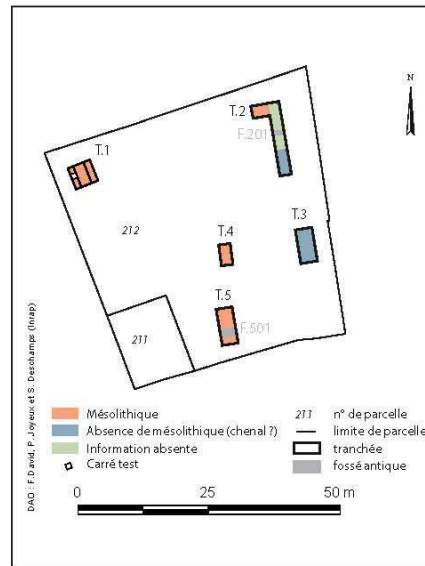 N
T.2
F.201
T.1
T.3
212
T.4
T.5
F.501
211
Mésolithique
Absence de mésolithique (chenal ?)
Information absente
Carré test
211 n° de parcelle
limite de parcelle
tranchée
fossé antique
0 25 50 m
DAO : F.David, P. Joyeux et S. Deschamps (Inrap)